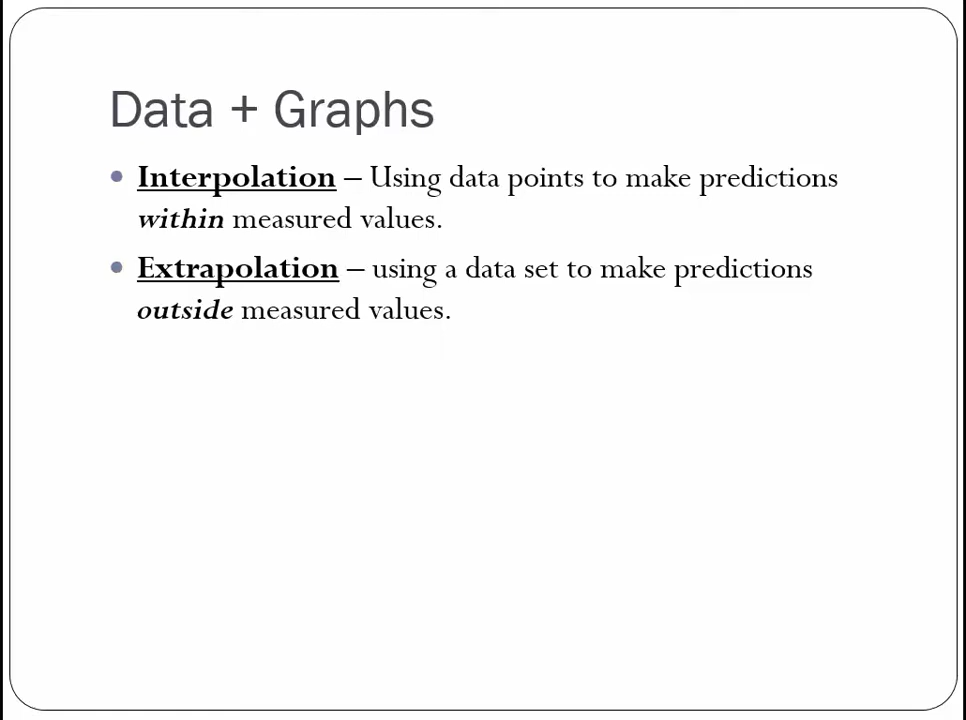 Data + Graphs
• Interpolation – Using data points to make predictions
within measured values.
• Extrapolation – using a data set to make predictions
outside measured values.